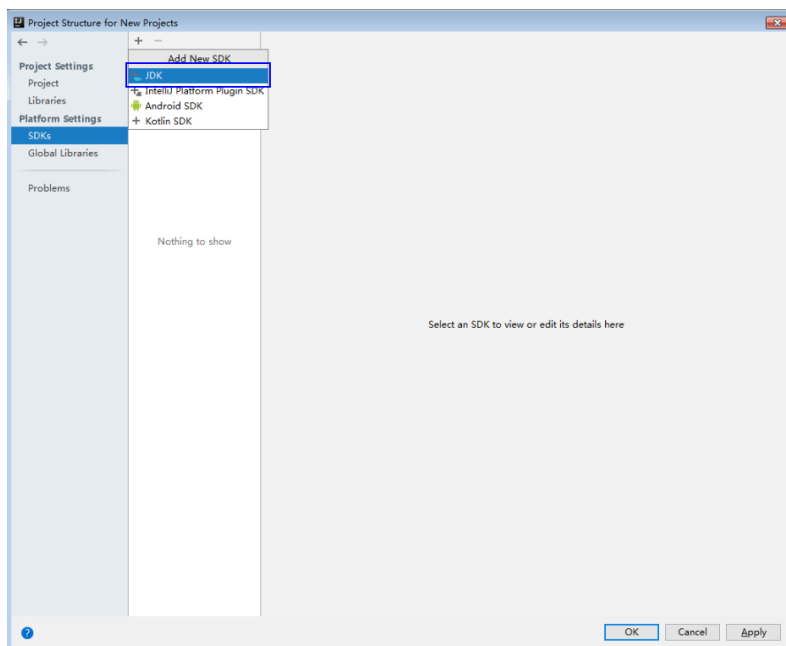 Project Structure for New Projects
Project Settings
Project
Libraries
Platform Settings
SDKs
Global Libraries
Problems
Add New SDK
JDK
IntelliJ Platform Plugin SDK
Android SDK
Kotlin SDK
Nothing to show
Select an SDK to view or edit its details here
OK
Cancel
Apply